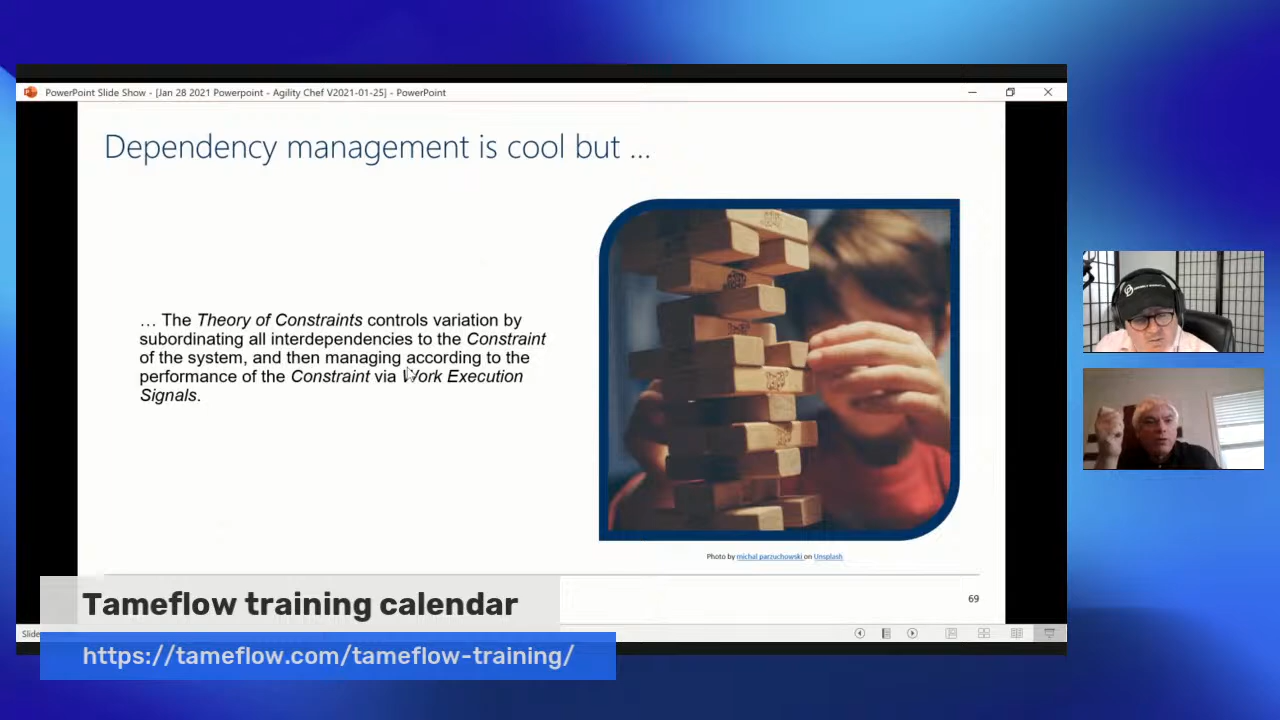 PowerPoint Slide Show - [Jan 28 2021 Powerpoint - Agility Chef V2021-01-25] - PowerPoint
Dependency management is cool but ...
... The Theory of Constraints controls variation by
subordinating all interdependencies to the Constraint
of the system, and then managing according to the
performance of the Constraint via Work Execution
Signals.
Photo by michal parzuchowski on Unsplash
69
Slide
Tameflow training calendar
https://tameflow.com/tameflow-training/